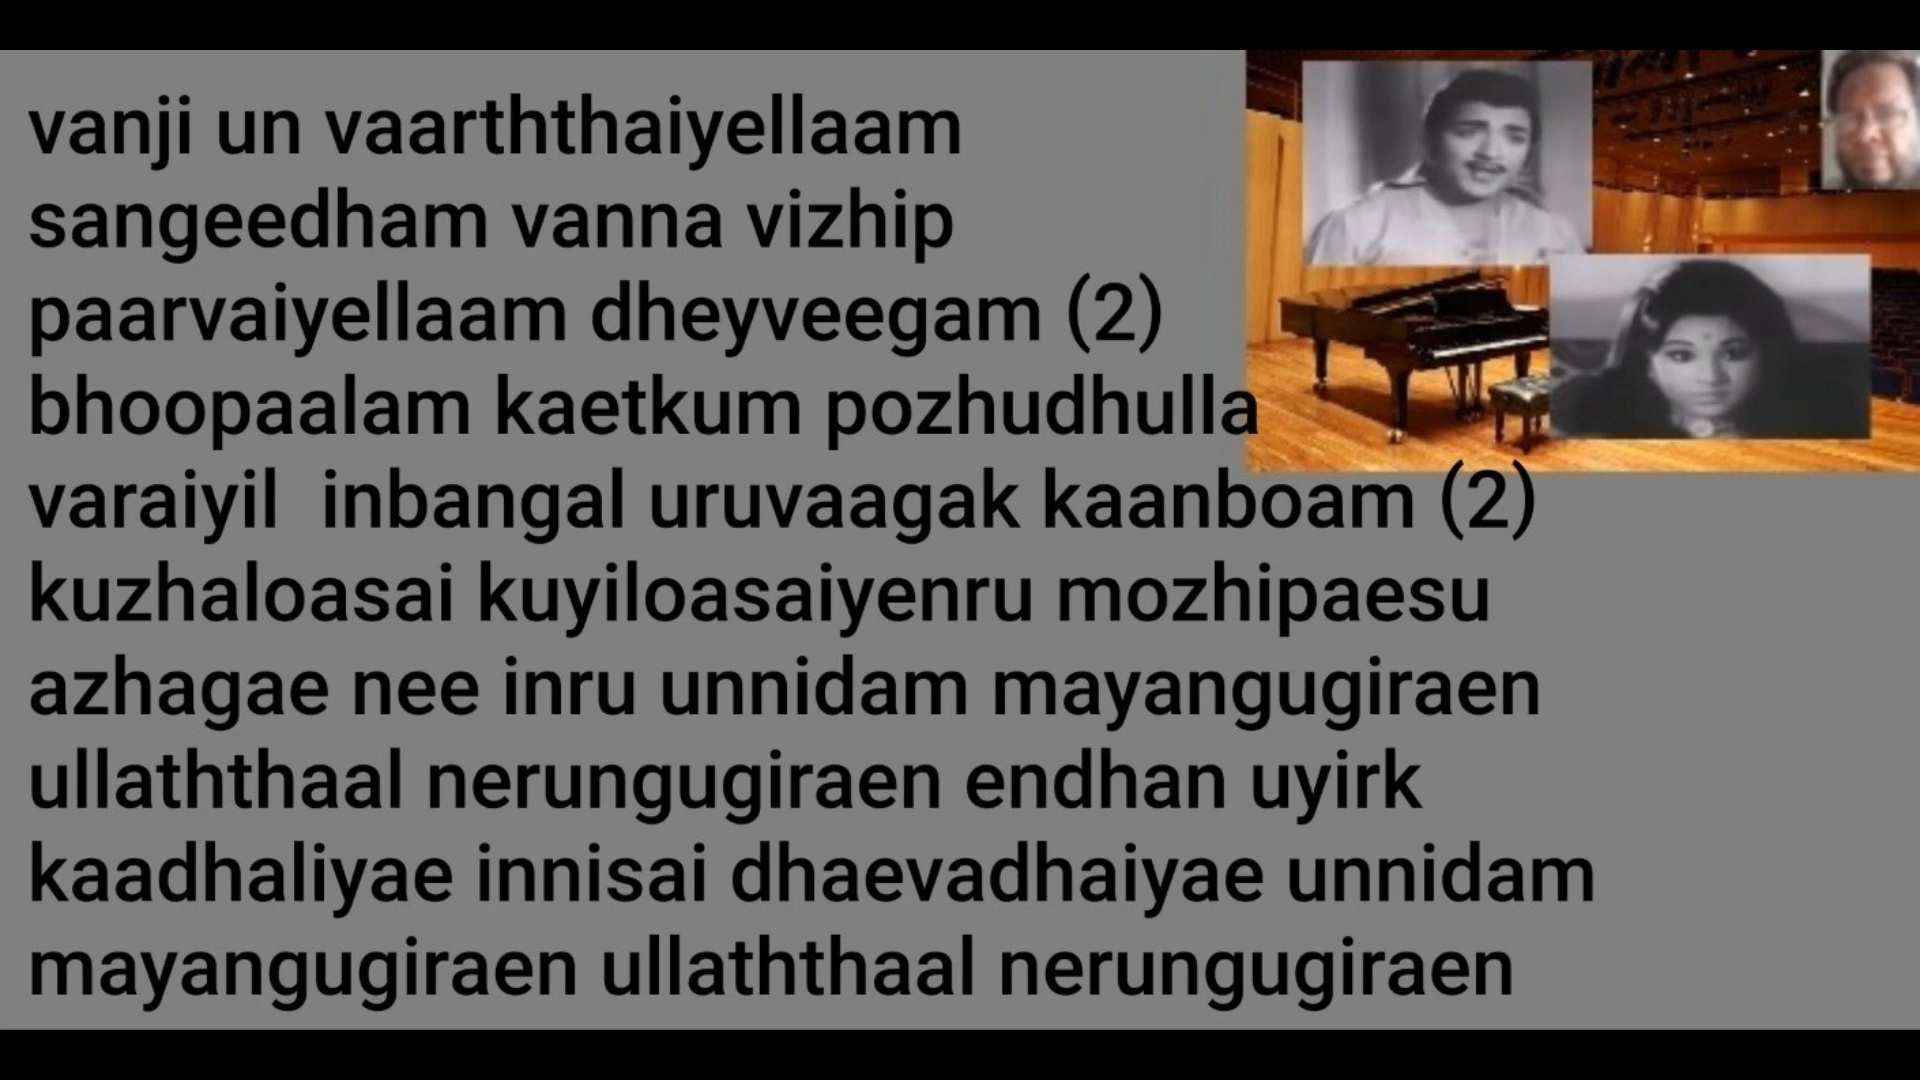 vanji un vaarththaiyellaam
sangeedham vanna vizhip
paarvaiyellaam dheyveegam (2)
bhoopaalam kaetkum pozhudhulla
varaiyil  inbangal uruvaagak kaanboam (2)
kuzhaloasai kuyiloasaiyenru mozhipaesu
azhagae nee inru unnidam mayangugiraen
ullaththaal nerungugiraen endhan uyirk
kaadhaliyae innisai dhaevadhaiyae unnidam
mayangugiraen ullaththaal nerungugiraen